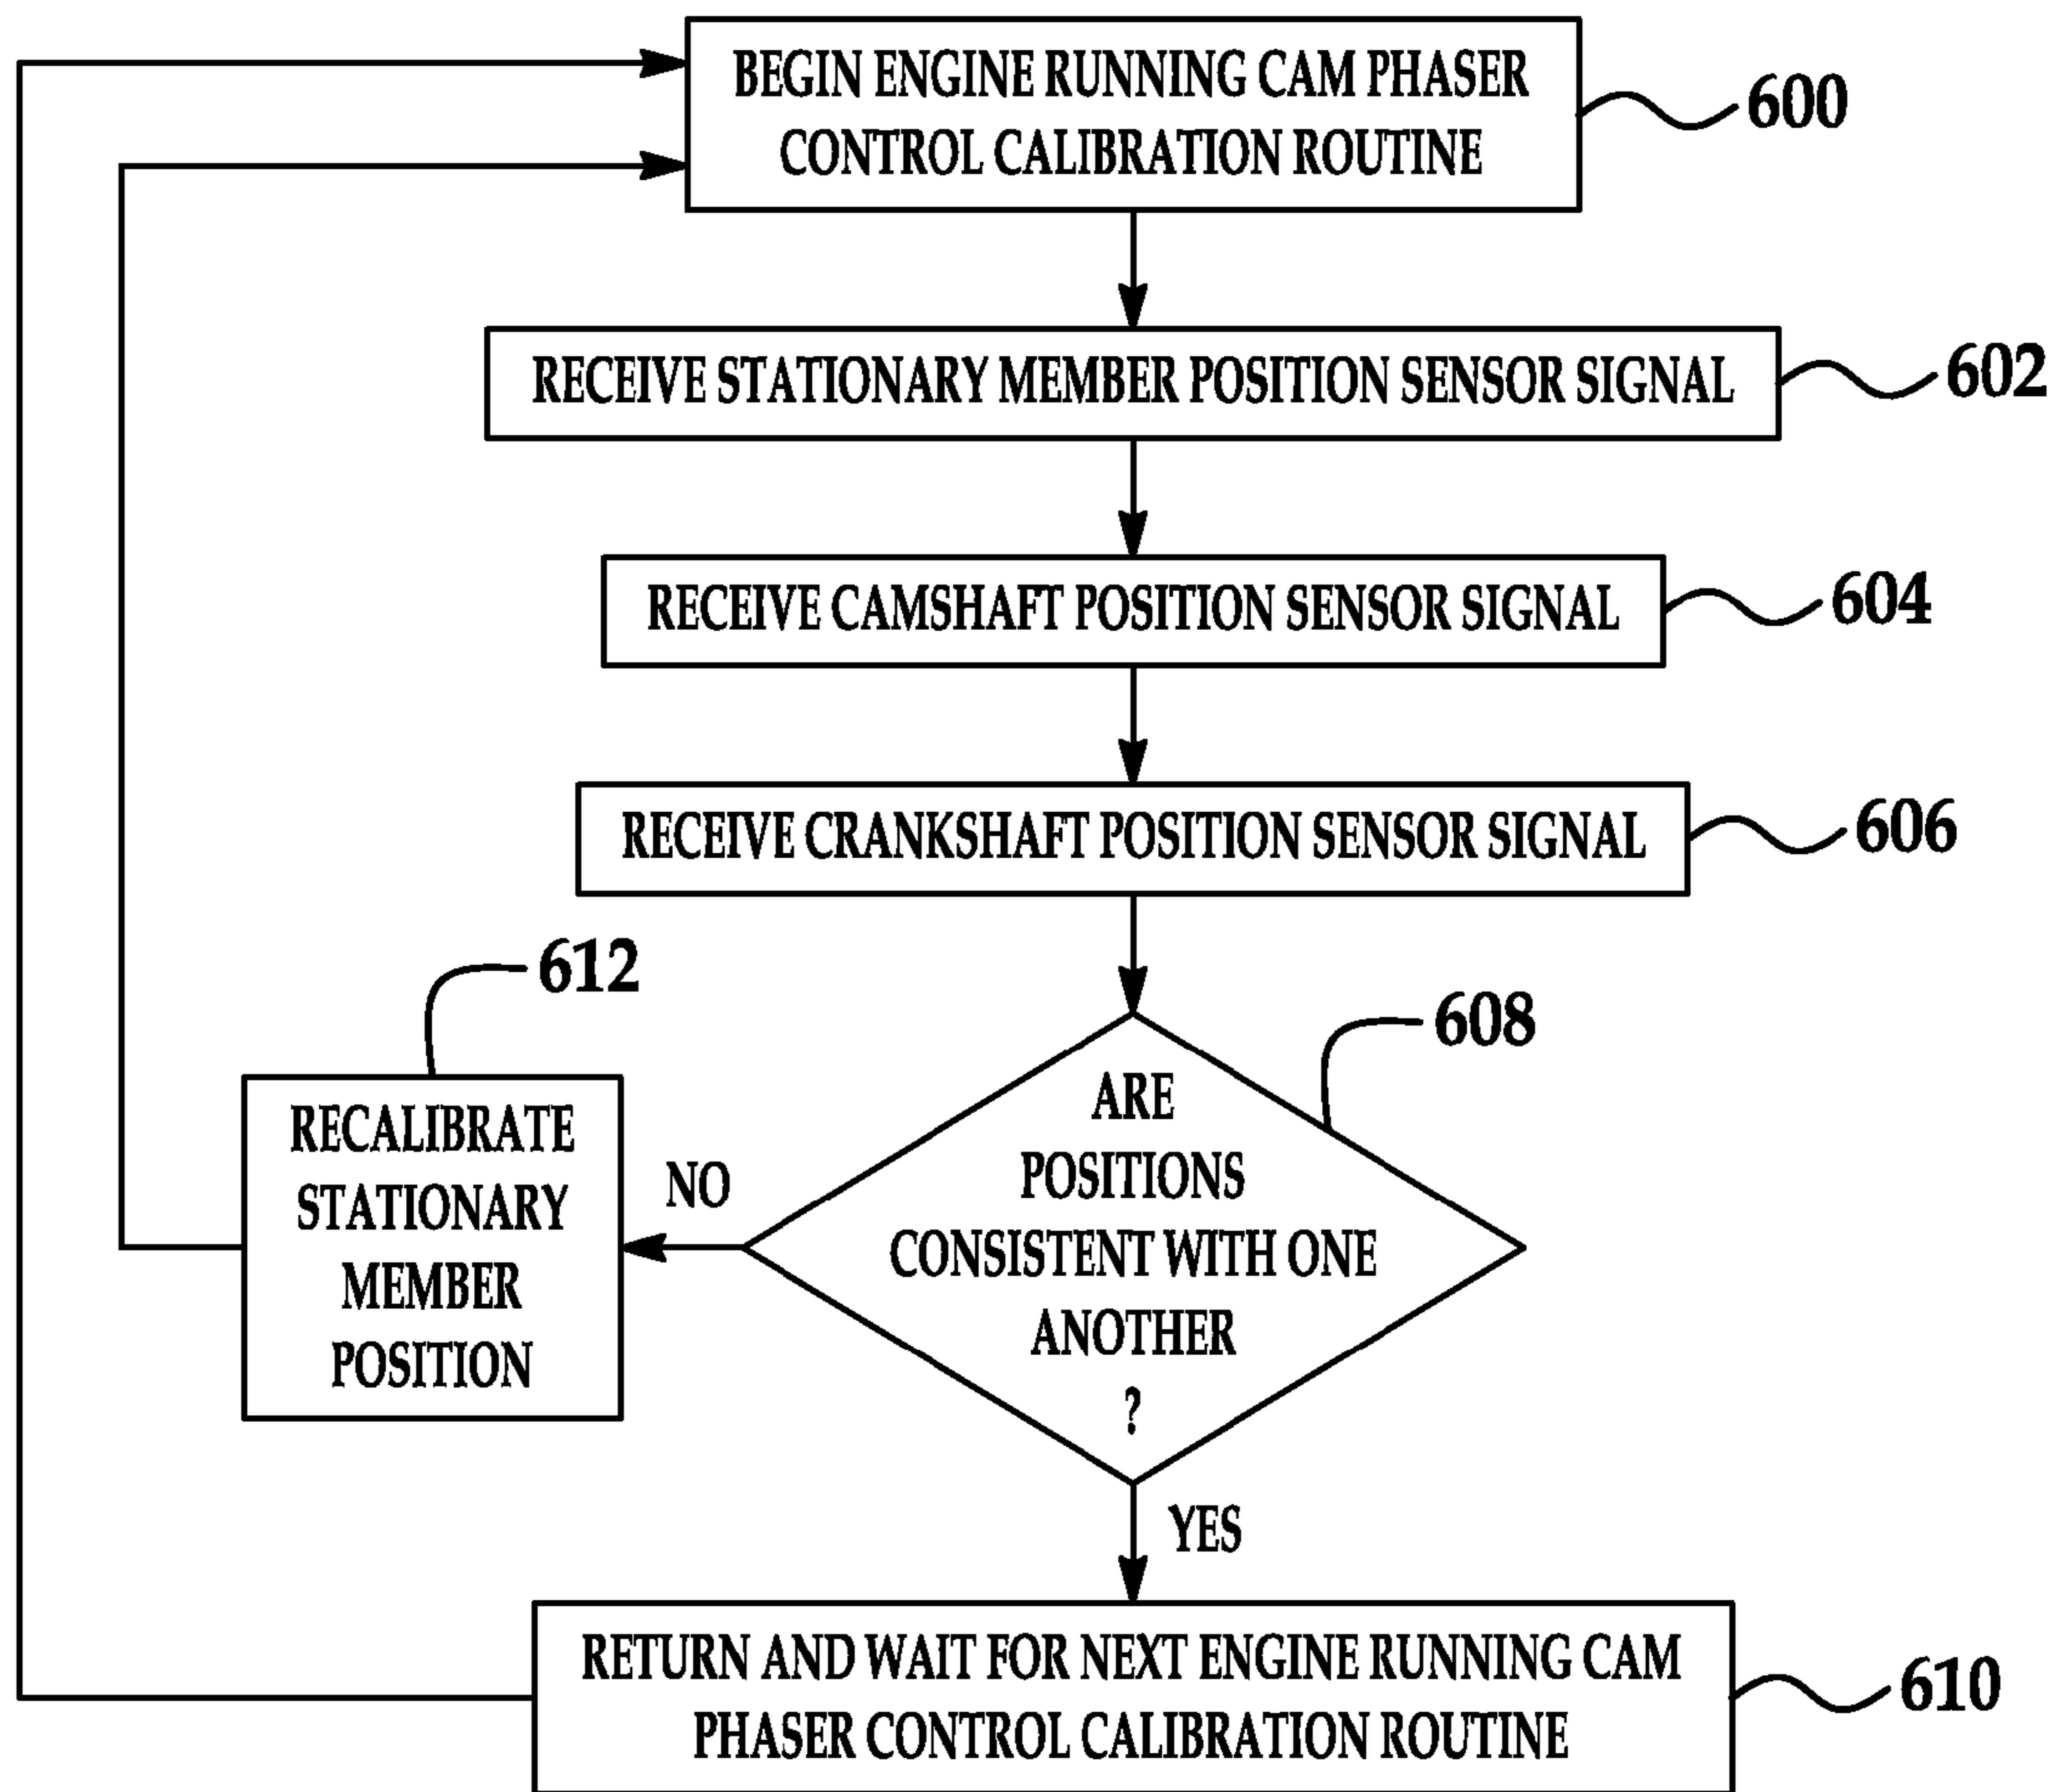 BEGIN ENGINE RUNNING CAM PHASER
CONTROL CALIBRATION ROUTINE
600
RECEIVE STATIONARY MEMBER POSITION SENSOR SIGNAL
602
RECEIVE CAMSHAFT POSITION SENSOR SIGNAL
604
RECEIVE CRANKSHAFT POSITION SENSOR SIGNAL
606
612
RECALIBRATE
STATIONARY
MEMBER
POSITION
NO
608
ARE
POSITIONS
CONSISTENT WITH ONE
ANOTHER
?
YES
RETURN AND WAIT FOR NEXT ENGINE RUNNING CAM
PHASER CONTROL CALIBRATION ROUTINE
610